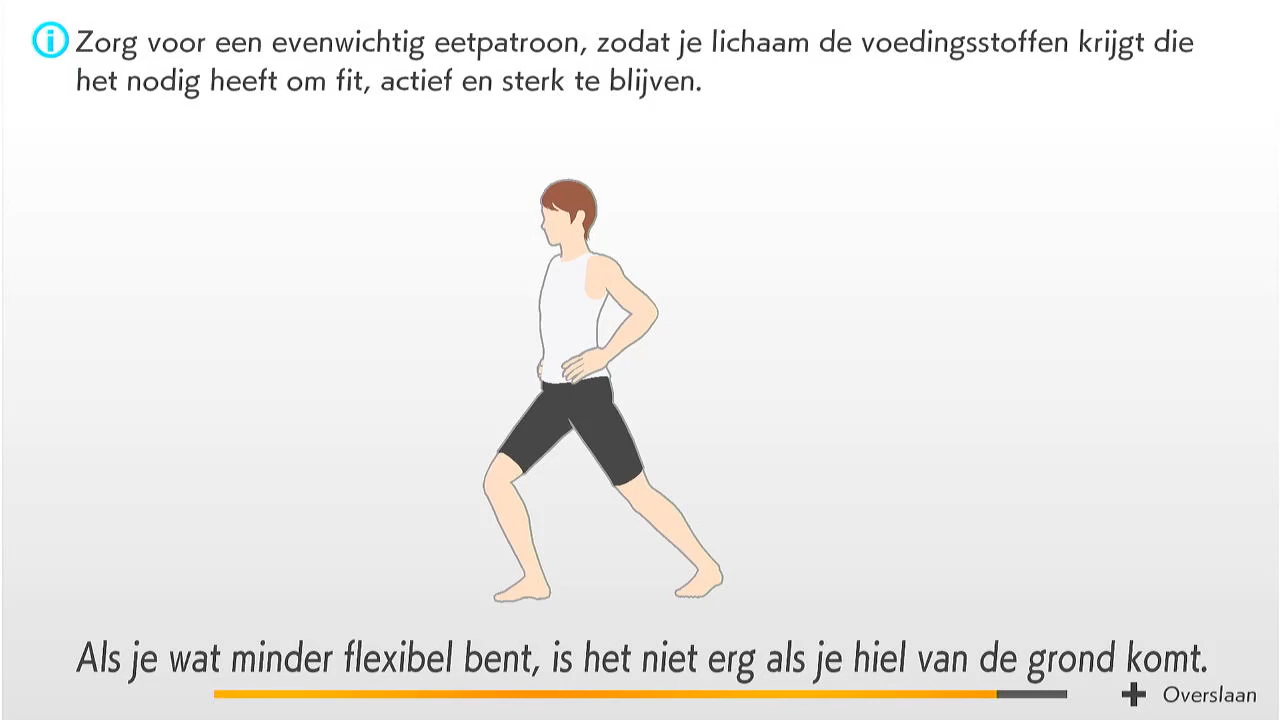 Zorg voor een evenwichtig eetpatroon, zodat je lichaam de voedingsstoffen krijgt die
het nodig heeft om fit, actief en sterk te blijven.
Als je wat minder flexibel bent, is het niet erg als je hiel van de grond komt.
Overslaan